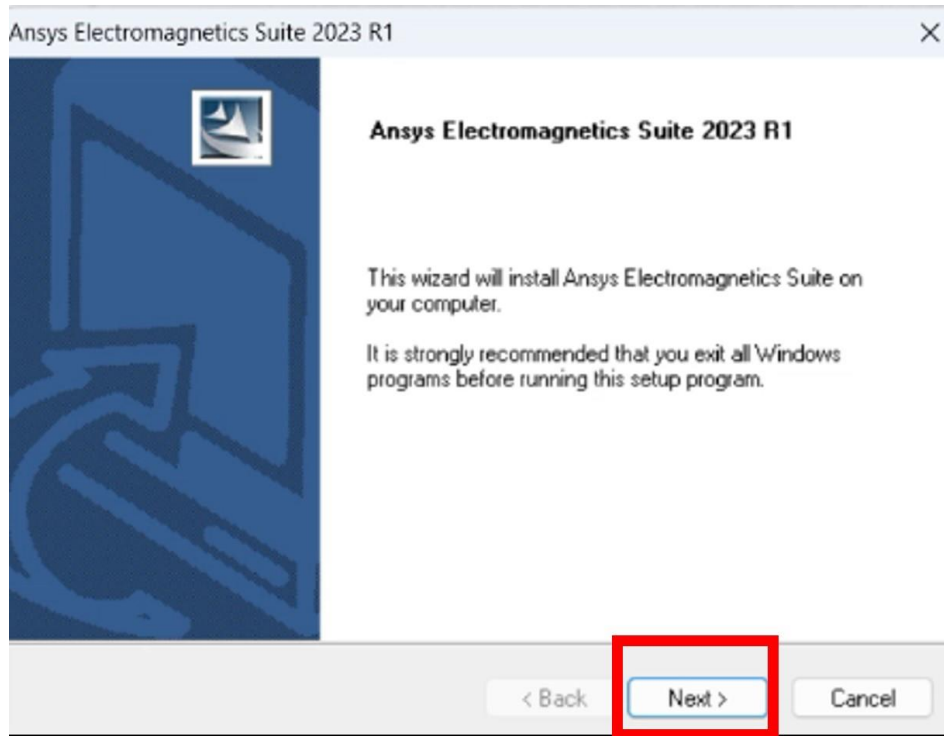 Ansys Electromagnetics Suite 2023 R1
Ansys Electromagnetics Suite 2023 R1
This wizard will install Ansys Electromagnetics Suite on
your computer.
It is strongly recommended that you exit all Windows
programs before running this setup program.
< Back
Next >
Cancel